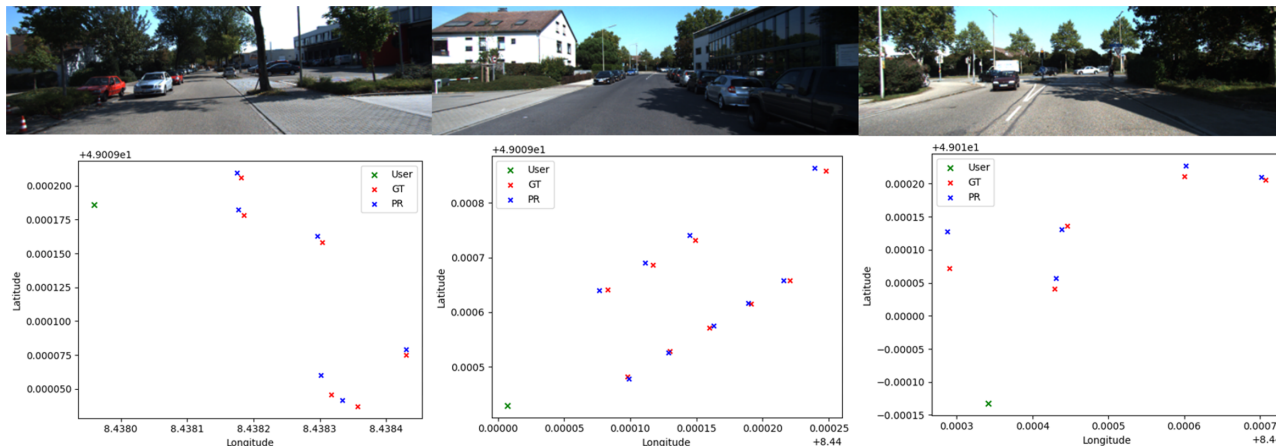 +4.9009e1
User
GT
PR
0.000200
0.000175
0.000150
0.000125
0.000100
0.000075
0.000050
Latitude
8.4380
8.4381
8.4382
8.4383
8.4384
Longitude
+4.9009e1
User
GT
PR
0.0008
0.0007
0.0006
0.0005
Latitude
0.00000
0.00005
0.00010
0.00015
0.00020
0.00025
Longitude
+8.44
+4.901e1
User
GT
PR
0.00020
0.00015
0.00010
0.00005
0.00000
−0.00005
−0.00010
−0.00015
Latitude
0.0003
0.0004
0.0005
0.0006
Longitude